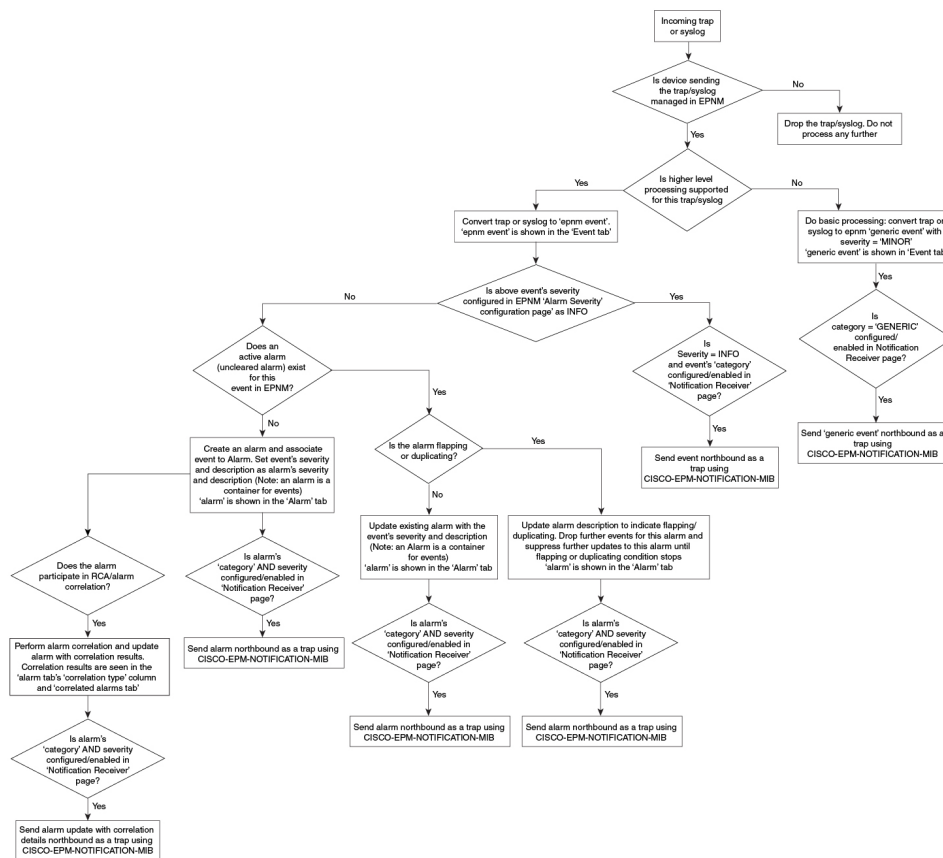 Incoming trap
or syslog
Is device sending
the trap/syslog
managed in EPNM
No
Drop the trap/syslog. Do not
process any further
Yes
Is higher level
processing supported
for this trap/syslog
Yes
No
Convert trap or syslog to 'epnm event'.
'epnm event' is shown in the 'Event tab'
Do basic processing: convert trap or
syslog to epnm 'generic event' with
severity = 'MINOR'
'generic event' is shown in 'Event tab
Is above event's severity
configured in EPNM 'Alarm Severity'
configuration page' as INFO
No
Yes
Yes
Does an
active alarm
(uncleared alarm) exist
for this
event in EPNM?
Is
Severity = INFO
and event's 'category'
configured/enabled in
'Notification Receiver'
page?
Is
category = 'GENERIC'
configured/
enabled in Notification
Receiver page?
Yes
No
Yes
Yes
Create an alarm and associate
event to Alarm. Set event's severity
and description as alarm's severity
and description (Note: an alarm is a
container for events)
'alarm' is shown in the 'Alarm' tab
Is the alarm flapping
or duplicating?
Yes
No
Send event northbound as a
trap using
CISCO-EPM-NOTIFICATION-MIB
Send 'generic event' northbound as a
trap using
CISCO-EPM-NOTIFICATION-MIB
Update existing alarm with the
event's severity and description
(Note: an Alarm is a container
for events)
'alarm' is shown in the 'Alarm' tab
Update alarm description to indicate flapping/
duplicating. Drop further events for this alarm and
suppress further updates to this alarm until
flapping or duplicating condition stops
'alarm' is shown in the 'Alarm' tab
Does the alarm
participate in RCA/alarm
correlation?
Is alarm's
'category' AND severity
configured/enabled in
'Notification Receiver'
page?
Is alarm's
'category' AND severity
configured/enabled in
'Notification Receiver'
page?
Is alarm's
'category' AND severity
configured/enabled in
'Notification Receiver'
page?
Yes
Yes
Perform alarm correlation and update
alarm with correlation results.
Correlation results are seen in the
'alarm tab's 'correlation type' column
and 'correlated alarms tab'
Send alarm northbound as a trap using
CISCO-EPM-NOTIFICATION-MIB
Yes
Yes
Send alarm northbound as a trap using
CISCO-EPM-NOTIFICATION-MIB
Send alarm northbound as a trap using
CISCO-EPM-NOTIFICATION-MIB
Is alarm's
'category' AND severity
configured/enabled in
'Notification Receiver'
page?
Yes
Send alarm update with correlation
details northbound as a trap using
CISCO-EPM-NOTIFICATION-MIB